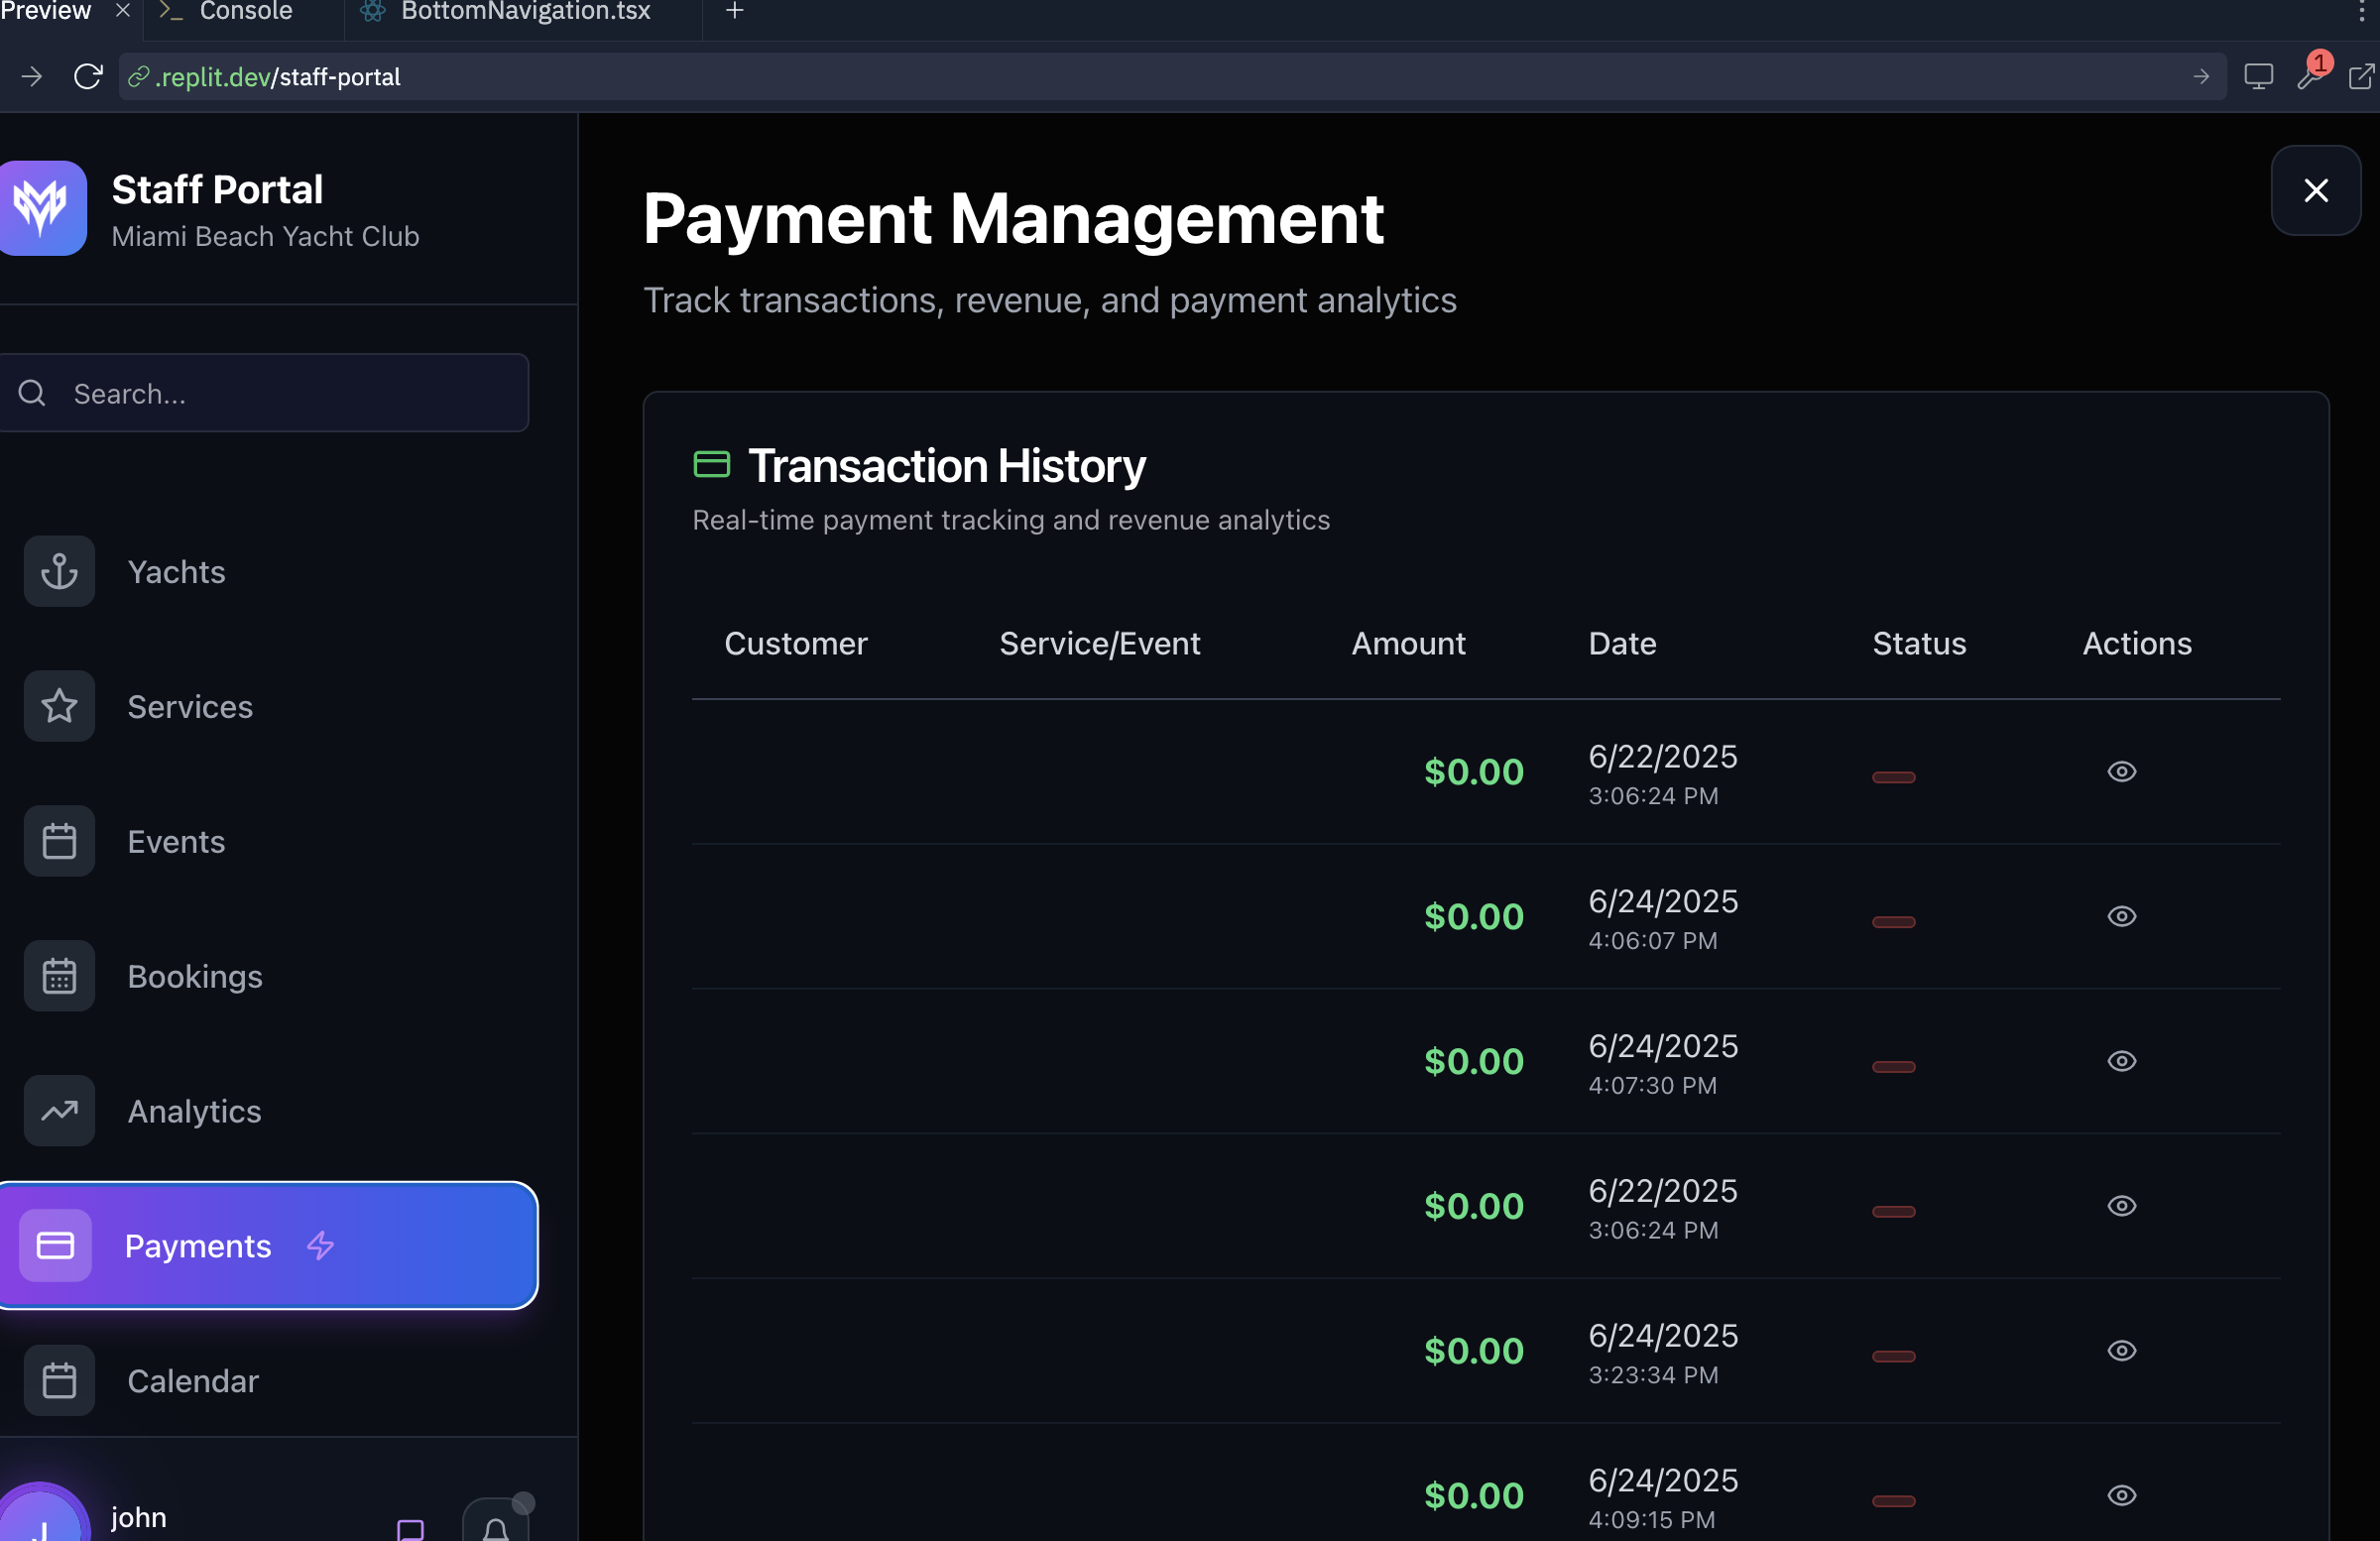 Preview
Console
BottomNavigation.tsx
.replit.dev/staff-portal
1
Staff Portal
Miami Beach Yacht Club
Search...
Yachts
Services
Events
Bookings
Analytics
Payments
Calendar
john
J
Payment Management
Track transactions, revenue, and payment analytics
Transaction History
Real-time payment tracking and revenue analytics
Customer Service/Event Amount Date Status Actions
$0.00 6/22/2025
3:06:24 PM
$0.00 6/24/2025
4:06:07 PM
$0.00 6/24/2025
4:07:30 PM
$0.00 6/22/2025
3:06:24 PM
$0.00 6/24/2025
3:23:34 PM
$0.00 6/24/2025
4:09:15 PM